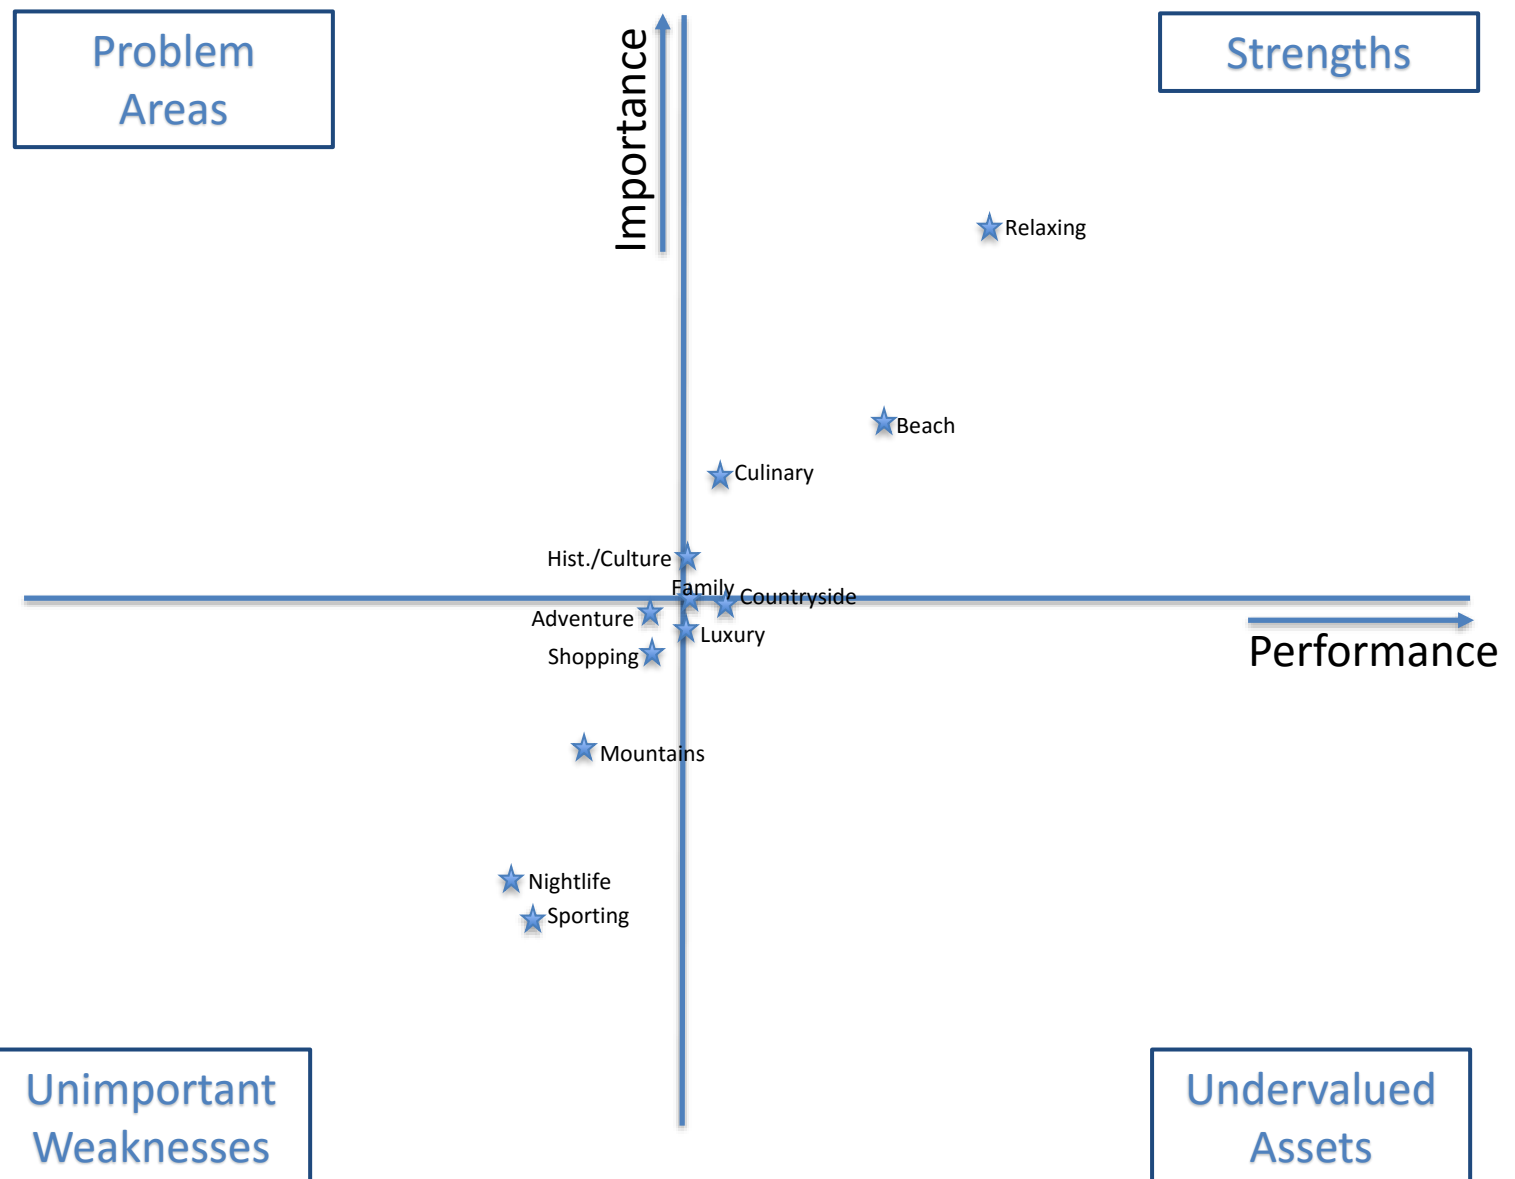 Problem
Areas
Importance
Strengths
Relaxing
Beach
Culinary
Hist./Culture
Family
Countryside
Adventure
Luxury
Shopping
Performance
Mountains
Nightlife
Sporting
Unimportant
Weaknesses
Undervalued
Assets